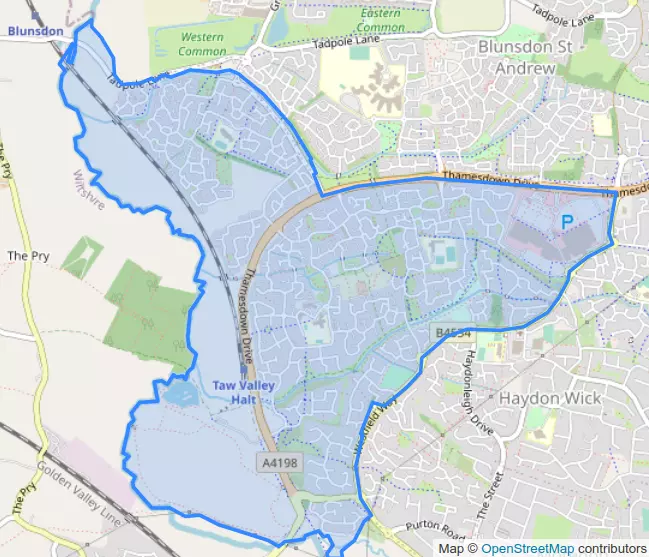 Tadpole Lane
Blunsdon
Eastern
Common
Western
Common
Tadpole Lane
Blunsdon St
Andrew
Tadpole Lane
The Pry
Wiltshire
Thamesdown Drive
P
The Pry
Thamesdown Drive
B4534
Haydonleigh Drive
Taw Valley
Halt
Haydon Wick
Westfield Way
A4198
The Street
Golden Valley Line
The Pry
Purton Road
Map © OpenStreetMap contributors